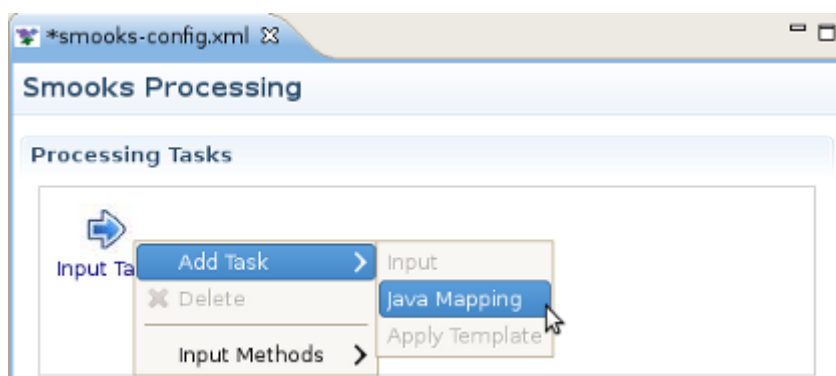 *smooks-config.xml
Smooks Processing
Processing Tasks
Input Ta
Add Task
Input
Delete
Java Mapping
Apply Template
Input Methods